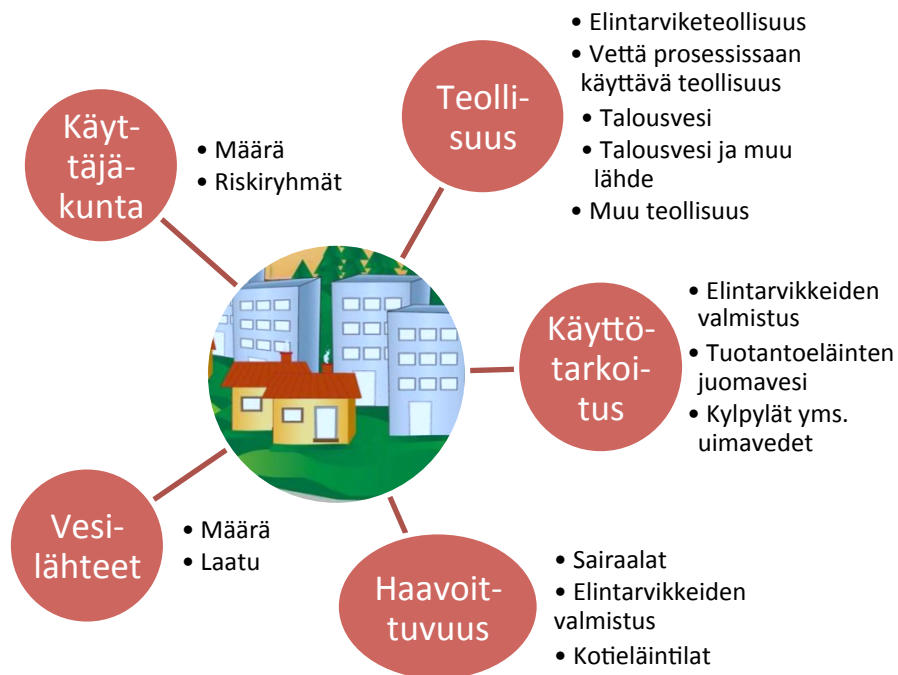 Käyt-
täjä-
kunta
• Määrä
• Riskiryhmät
Teolli-
suus
• Elintarviketeollisuus
• Vettä prosessissaan
käyttävä teollisuus
• Talousvesi
• Talousvesi ja muu
lähde
• Muu teollisuus
Käyttö-
tarkoi-
tus
• Elintarvikkeiden
valmistus
• Tuotantoeläinten
juomavesi
• Kylpylät yms.
uimavedet
Vesi-
lähteet
• Määrä
• Laatu
Haavoit-
tuvuus
• Sairaalat
• Elintarvikkeiden
valmistus
• Kotieläintilat